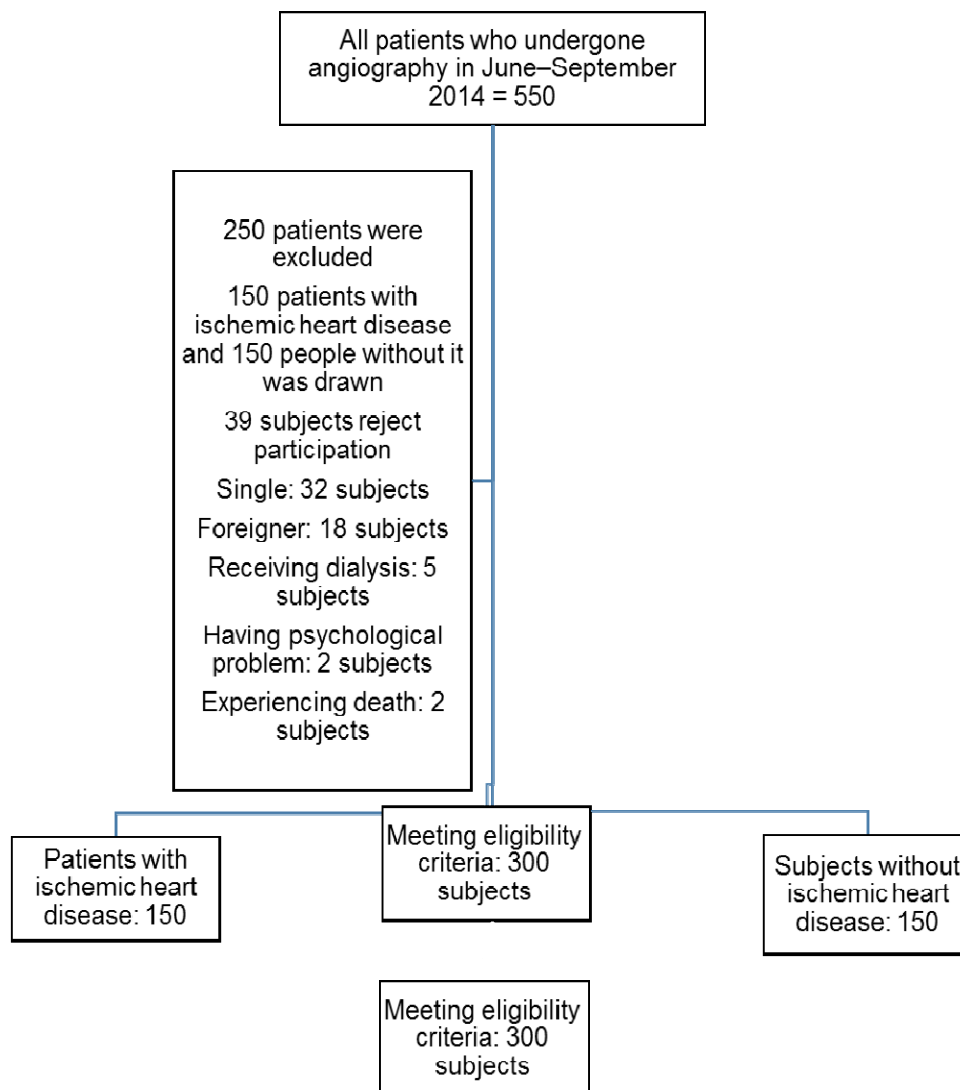 All patients who undergone
angiography in June–September
2014 = 550
250 patients were
excluded
150 patients with
ischemic heart disease
and 150 people without it
was drawn
39 subjects reject
participation
Single: 32 subjects
Foreigner: 18 subjects
Receiving dialysis: 5
subjects
Having psychological
problem: 2 subjects
Experiencing death: 2
subjects
Patients with
ischemic heart
disease: 150
Meeting eligibility
criteria: 300
subjects
Subjects without
ischemic heart
disease: 150
Meeting eligibility
criteria: 300
subjects